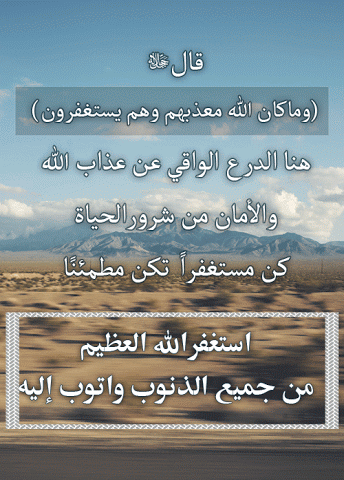 قال ﷻ
(وماكان الله معذبهم وهم يستغفرون)
هنا الدرع الواقي عن عذاب الله
والأمان من شرورالحياة
كن مستغفراً تكن مطمئنًا
استغفرالله العظيم
من جميع الذنوب واتوب إليه